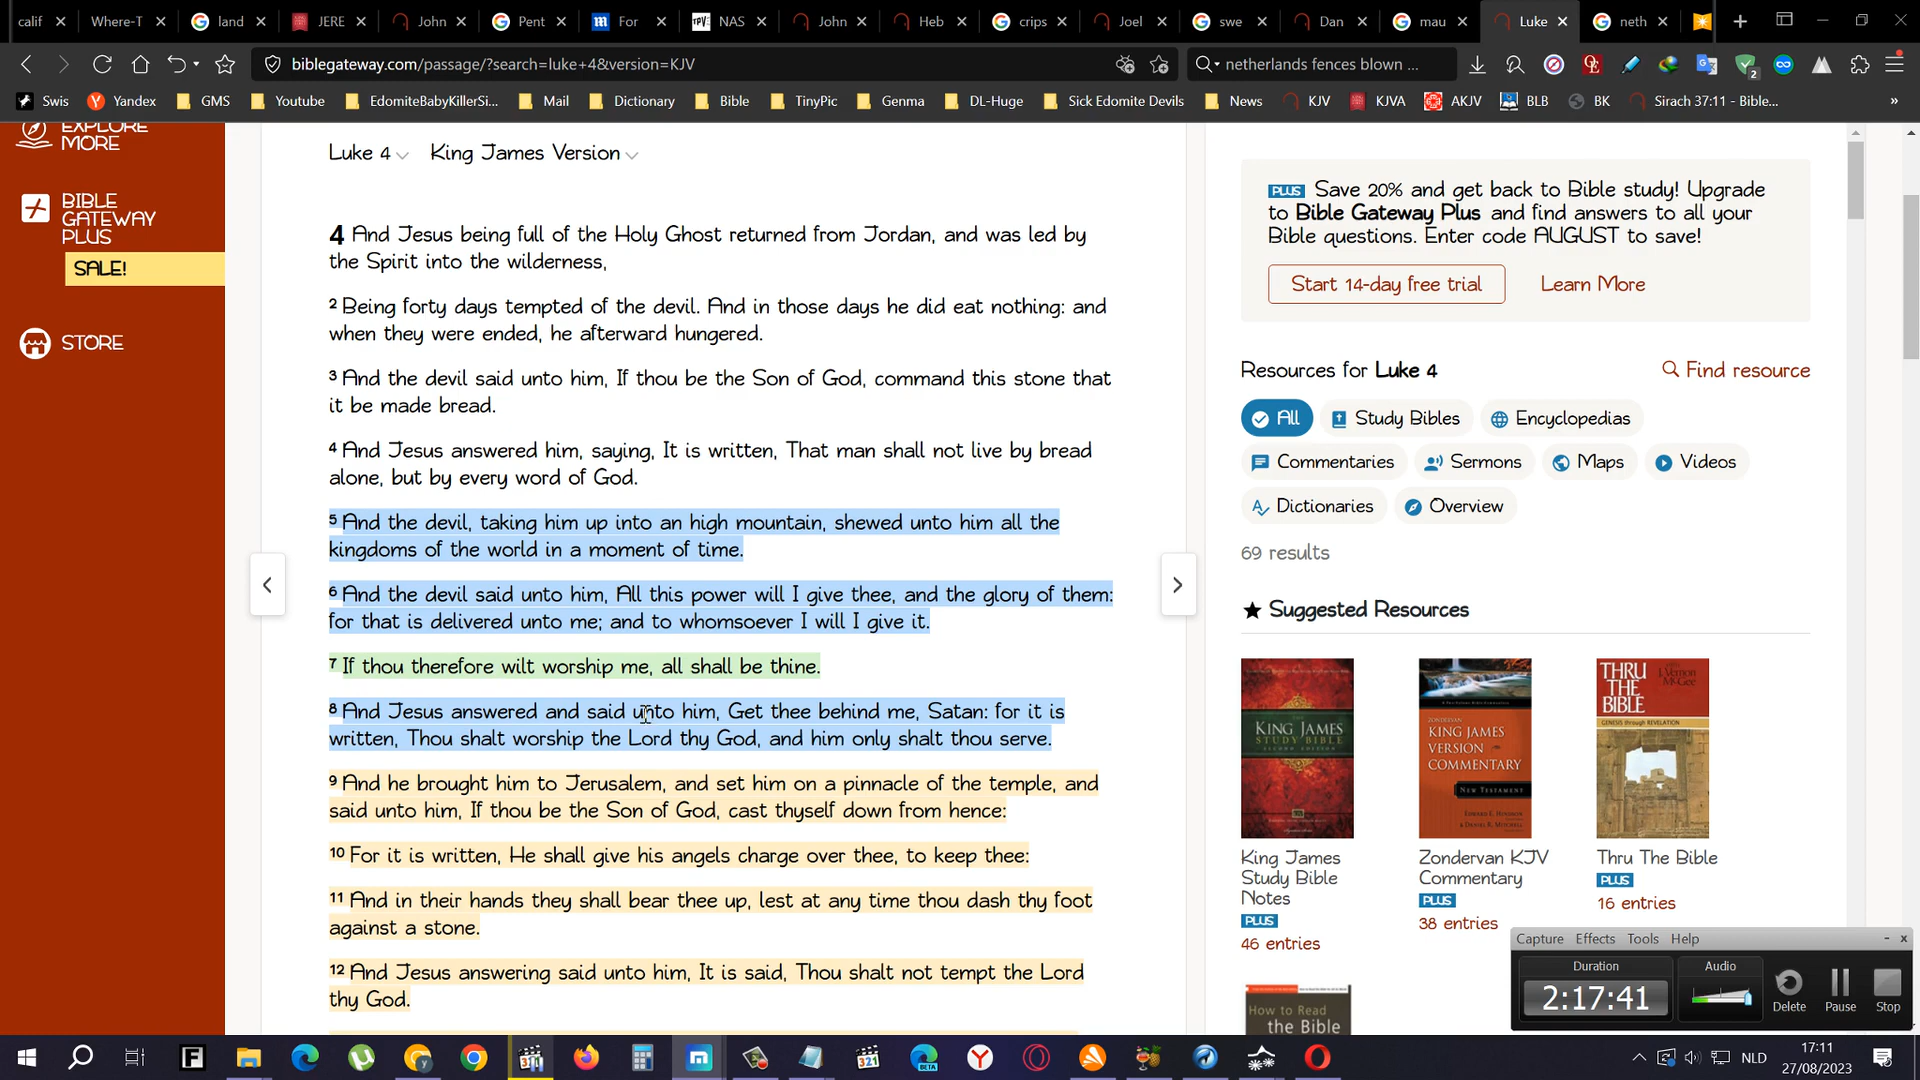 calif
Where-T
land
JERE
John
Pent
For
NAS
John
Heb
crips
Joel
swe
Dan
mau
Luke
neth
biblegateway.com/passage/?search=luke+4&version=KJV
netherlands fences blown ...
Swis
Yandex
GMS
Youtube
EdomiteBabyKillerSi...
Mail
Dictionary
Bible
TinyPic
Genma
DL-Huge
Sick Edomite Devils
News
KJV
KJVA
AKJV
BLB
BK
Sirach 37:11 - Bible...
EXPLORE
MORE
BIBLE
GATEWAY
PLUS
SALE!
STORE
Luke 4
King James Version
4 And Jesus being full of the Holy Ghost returned from Jordan, and was led by
the Spirit into the wilderness,
2 Being forty days tempted of the devil. And in those days he did eat nothing: and
when they were ended, he afterward hungered.
3 And the devil said unto him, If thou be the Son of God, command this stone that
it be made bread.
4 And Jesus answered him, saying, It is written, That man shall not live by bread
alone, but by every word of God.
5 And the devil, taking him up into an high mountain, shewed unto him all the
kingdoms of the world in a moment of time.
6 And the devil said unto him, All this power will I give thee, and the glory of them:
for that is delivered unto me; and to whomsoever I will I give it.
7 If thou therefore wilt worship me, all shall be thine.
8 And Jesus answered and said unto him, Get thee behind me, Satan: for it is
written, Thou shalt worship the Lord thy God, and him only shalt thou serve.
9 And he brought him to Jerusalem, and set him on a pinnacle of the temple, and
said unto him, If thou be the Son of God, cast thyself down from hence:
10 For it is written, He shall give his angels charge over thee, to keep thee:
11 And in their hands they shall bear thee up, lest at any time thou dash thy foot
against a stone.
12 And Jesus answering said unto him, It is said, Thou shalt not tempt the Lord
thy God.
PLUS Save 20% and get back to Bible study! Upgrade
to Bible Gateway Plus and find answers to all your
Bible questions. Enter code AUGUST to save!
Start 14-day free trial
Learn More
Resources for Luke 4
Find resource
All
Study Bibles
Encyclopedias
Commentaries
Sermons
Maps
Videos
Dictionaries
Overview
69 results
Suggested Resources
THE
KING JAMES
STUDY BIBLE
ZONDERVAN
KING JAMES
VERSION
COMMENTARY
NEW TESTAMENT
THRU
THE
BIBLE
King James
Study Bible
Notes
PLUS
46 entries
Zondervan KJV
Commentary
PLUS
38 entries
Thru The Bible
PLUS
16 entries
How to Read
the Bible
Capture
Effects
Tools
Help
Duration
2:17:41
Audio
Delete
Pause
Stop
NLD
17:11
27/08/2023